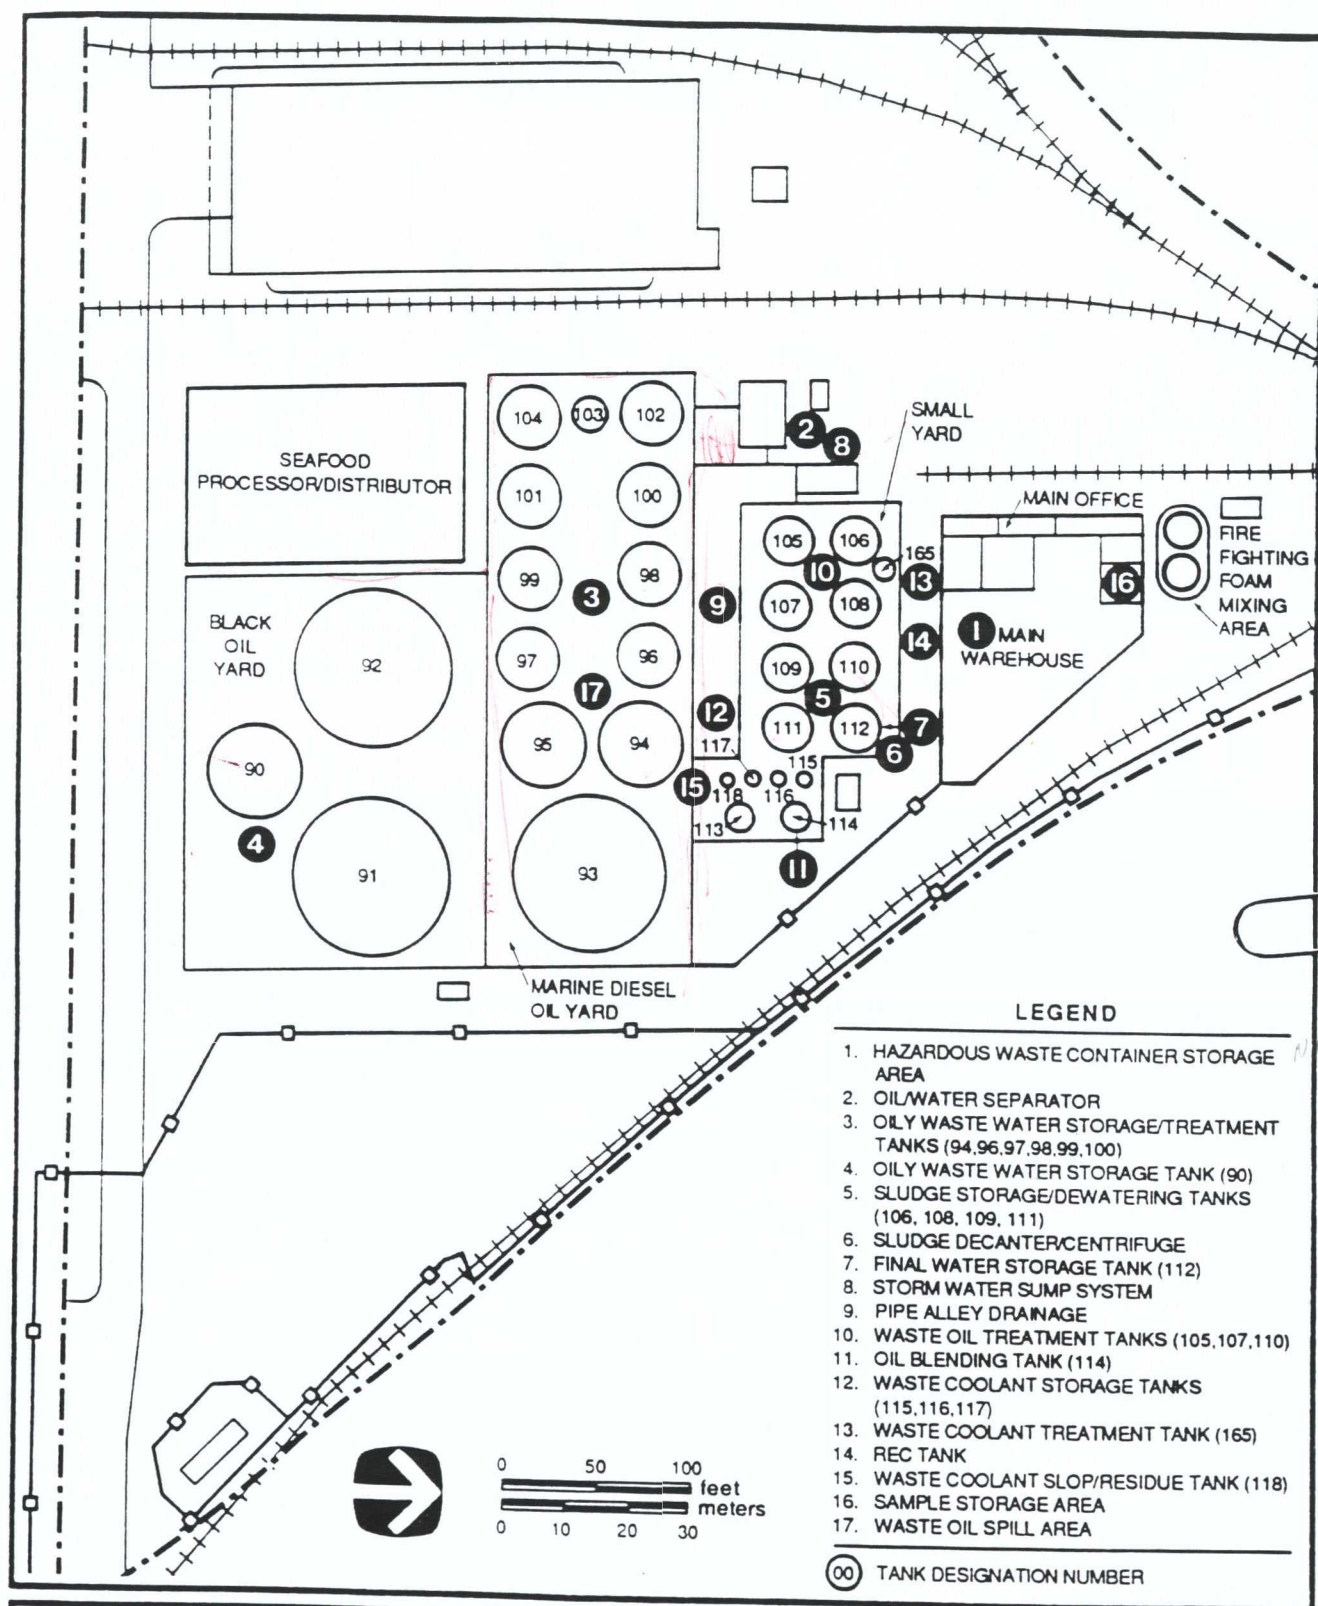 104
103
102
2
8
SMALL
YARD
SEAFOOD
PROCESSOR/DISTRIBUTOR
101
100
MAIN OFFICE
105
106
165
FIRE
FIGHTING
FOAM
MIXING
AREA
99
98
10
13
16
3
9
107
108
BLACK
OIL
YARD
92
97
96
14
1
MAIN
WAREHOUSE
109
110
17
5
12
111
112
7
6
95
94
117
115
90
15
118
116
113
114
4
91
93
11
MARINE DIESEL
OIL YARD
LEGEND
1. HAZARDOUS WASTE CONTAINER STORAGE
AREA
2. OIL/WATER SEPARATOR
3. OILY WASTE WATER STORAGE/TREATMENT
TANKS (94,96,97,98,99,100)
4. OILY WASTE WATER STORAGE TANK (90)
5. SLUDGE STORAGE/DEWATERING TANKS
(106, 108, 109, 111)
6. SLUDGE DECANTER/CENTRIFUGE
7. FINAL WATER STORAGE TANK (112)
8. STORM WATER SUMP SYSTEM
9. PIPE ALLEY DRAINAGE
10. WASTE OIL TREATMENT TANKS (105,107,110)
11. OIL BLENDING TANK (114)
12. WASTE COOLANT STORAGE TANKS
(115,116,117)
13. WASTE COOLANT TREATMENT TANK (165)
14. REC TANK
15. WASTE COOLANT SLOP/RESIDUE TANK (118)
16. SAMPLE STORAGE AREA
17. WASTE OIL SPILL AREA
00 TANK DESIGNATION NUMBER
0 50 100
feet
meters
0 10 20 30